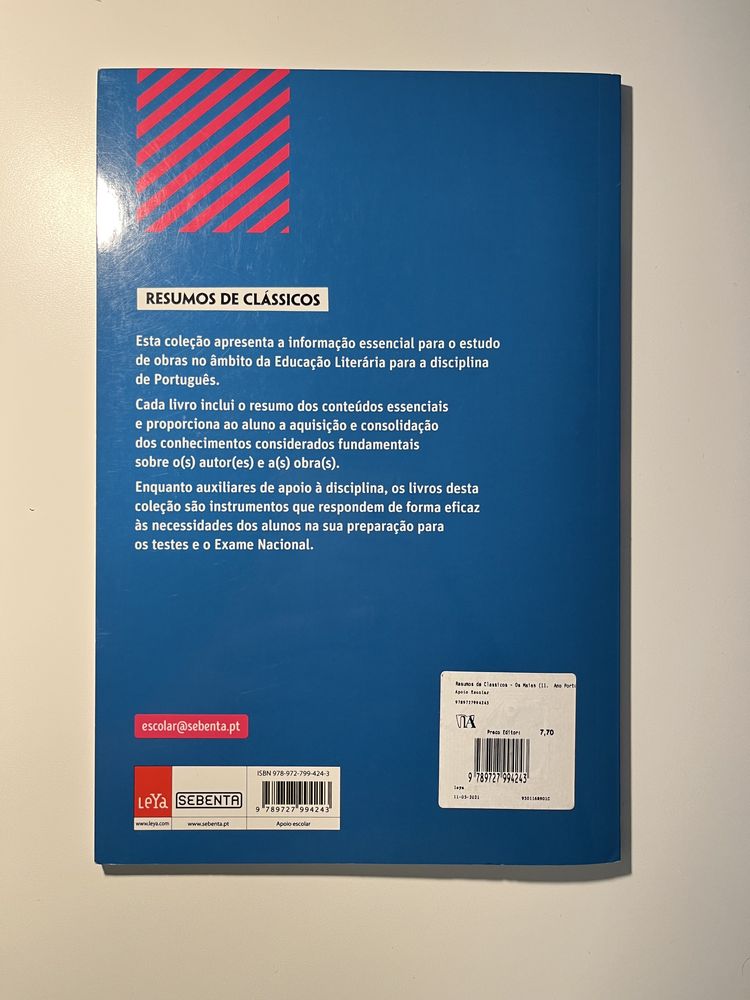 RESUMOS DE CLÁSSICOS
Esta coleção apresenta a informação essencial para o estudo
de obras no âmbito da Educação Literária para a disciplina
de Português.
Cada livro inclui o resumo dos conteúdos essenciais
e proporciona ao aluno a aquisição e consolidação
dos conhecimentos considerados fundamentais
sobre o(s) autor(es) e a(s) obra(s).
Enquanto auxiliares de apoio à disciplina, os livros desta
coleção são instrumentos que respondem de forma eficaz
às necessidades dos alunos na sua preparação para
os testes e o Exame Nacional.
Resumos de Classicos - Os Maias (11. Ano Portu
Apoio Escolar
9789727994243
Preco Editor: 7,70
9 789727 994243
leya
11-05-2021 9301168901C
escolar@sebenta.pt
LeYa
www.leya.com
SEBENTA
www.sebenta.pt
ISBN 978-972-799-424-3
9 789727 994243
Apoio escolar